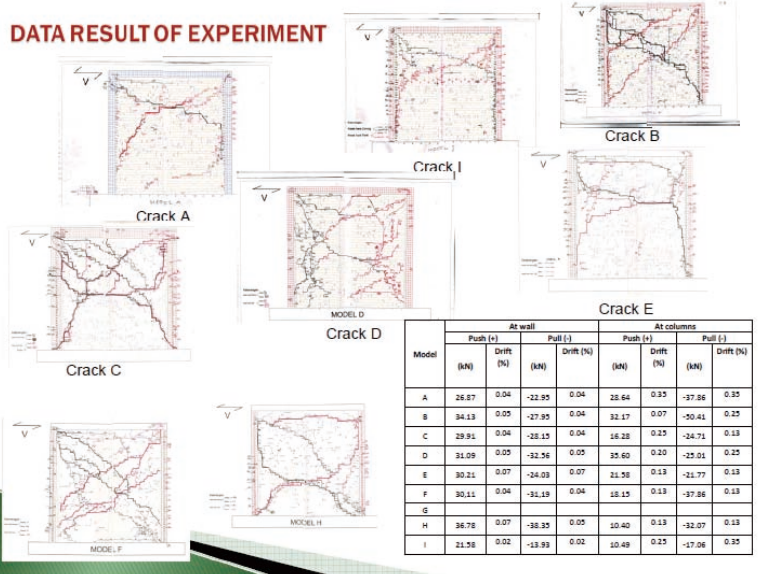 DATA RESULT OF EXPERIMENT
V
V
V
Crack A
Crack I
Crack B
V
V
V
Crack C
MODEL D
Crack D
Crack E
V
MODEL F
V
MODEL H
Model At wall At columns
Push (+) Pull (-) Push (+) Pull (-)
(kN) Drift (%) (kN) Drift (%) (kN) Drift (%) (kN) Drift (%)
A 26.87 0.04 -22.95 0.04 28.64 0.35 -37.86 0.35
B 34.13 0.05 -27.95 0.04 32.17 0.07 -50.41 0.25
C 29.91 0.04 -28.15 0.04 16.28 0.25 -24.71 0.13
D 31.09 0.05 -32.56 0.05 35.60 0.20 -25.01 0.25
E 30.21 0.07 -24.03 0.07 21.58 0.13 -21.77 0.13
F 30,11 0.04 -31,19 0.04 18.15 0.13 -37.86 0.13
G
H 36.78 0.07 -38.35 0.05 10.40 0.13 -32.07 0.13
I 21.58 0.02 -13.93 0.02 10.49 0.25 -17.06 0.35